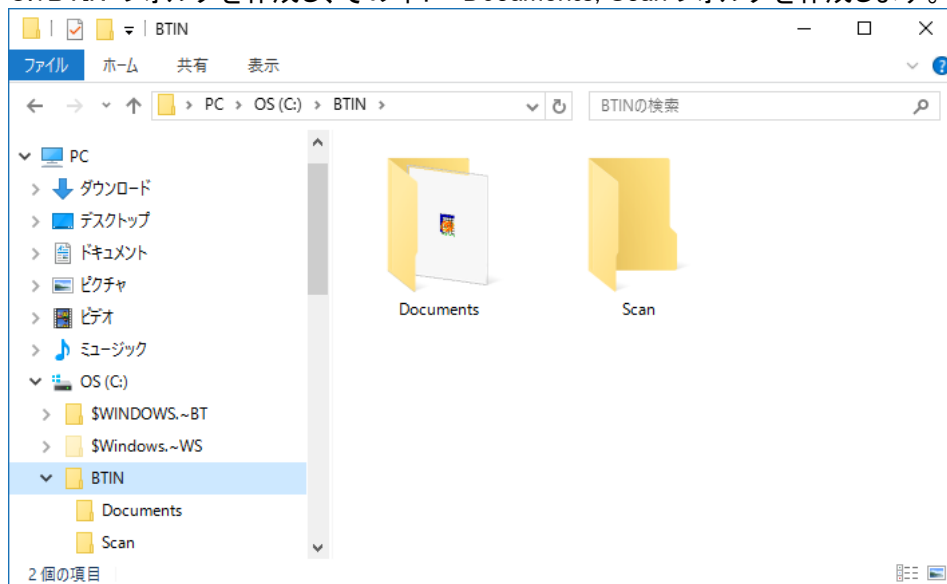 BTIN
ファイル ホーム 共有 表示
PC > OS (C:) > BTIN >
BTINの検索
PC
ダウンロード
デスクトップ
ドキュメント
ピクチャ
ビデオ
ミュージック
OS (C:)
$WINDOWS.~BT
$Windows.~WS
BTIN
Documents
Scan
Documents
Scan
2 個の項目